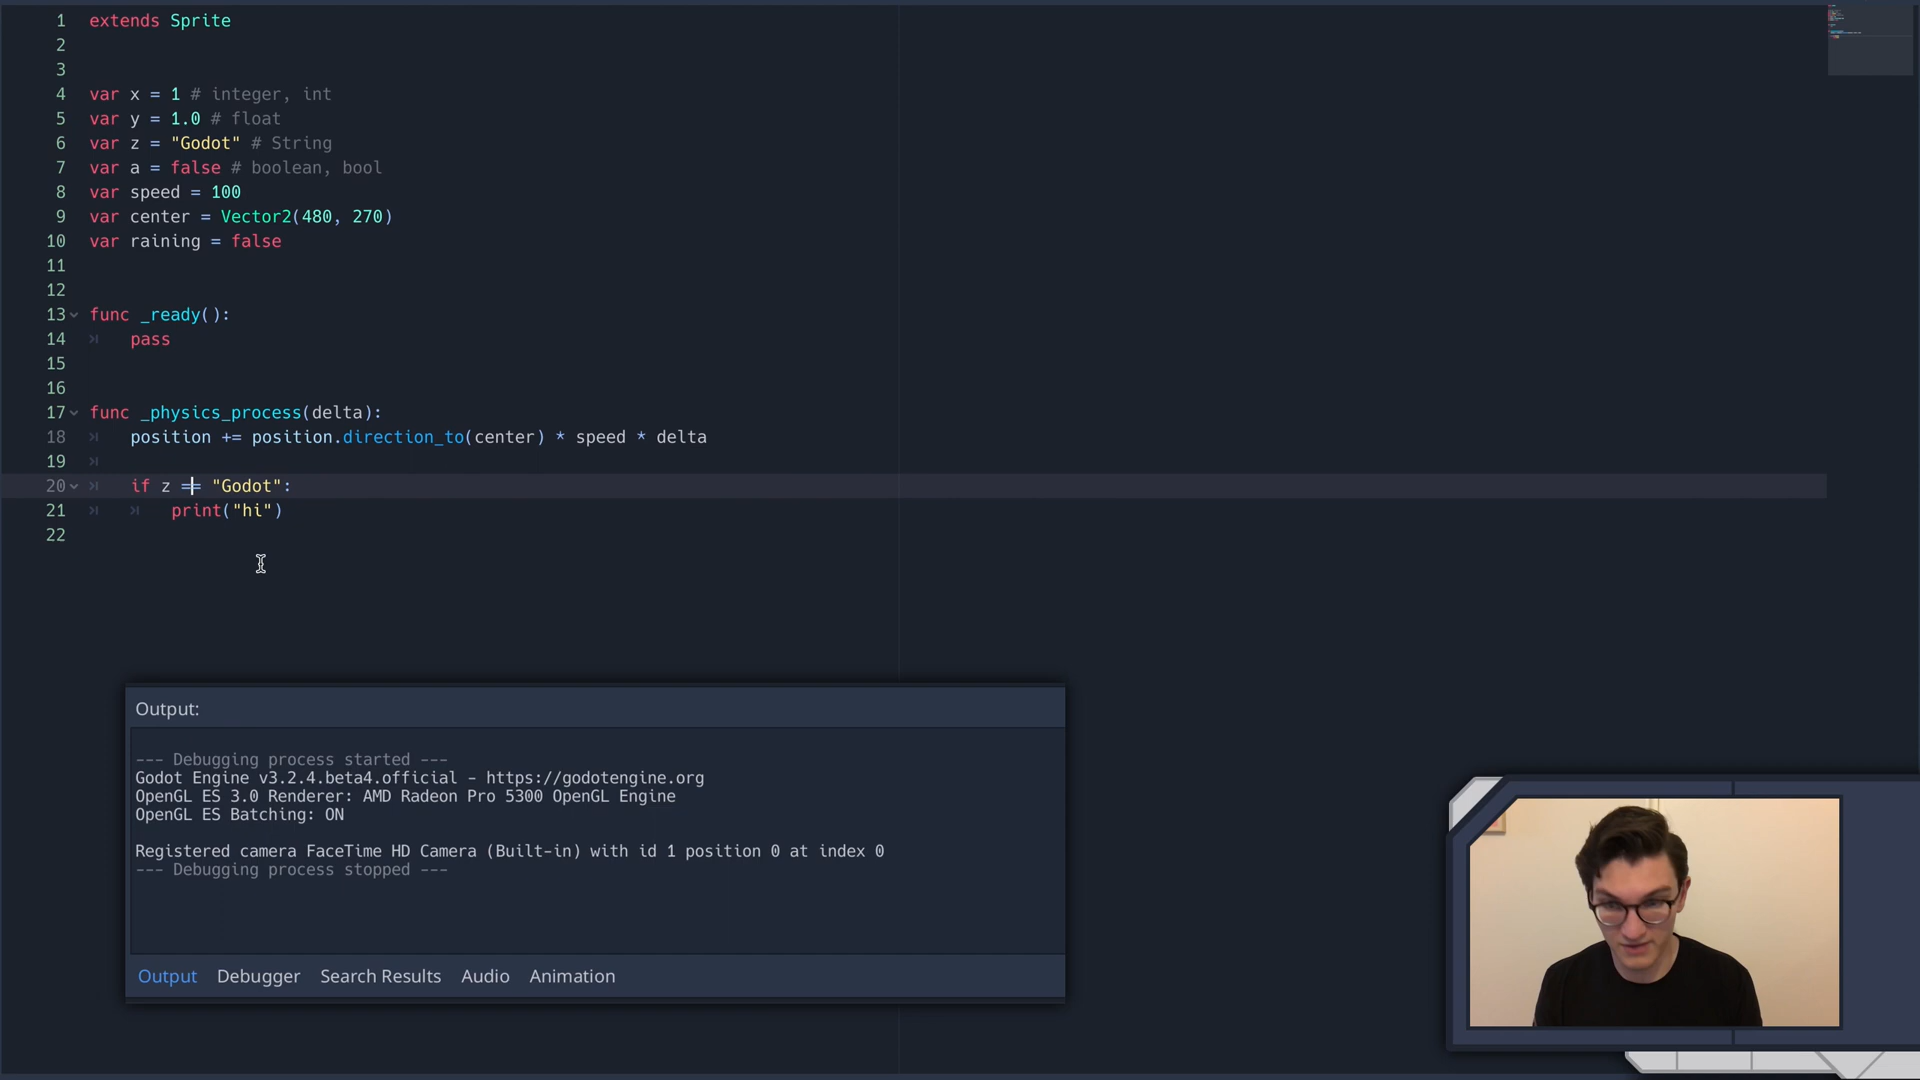 1 extends Sprite
2
3
4 var x = 1 # integer, int
5 var y = 1.0 # float
6 var z = "Godot" # String
7 var a = false # boolean, bool
8 var speed = 100
9 var center = Vector2(480, 270)
10 var raining = false
11
12
13 func _ready():
14 pass
15
16
17 func _physics_process(delta):
18 position += position.direction_to(center) * speed * delta
19
20 if z == "Godot":
21 print("hi")
22
Output:
--- Debugging process started ---
Godot Engine v3.2.4.beta4.official - https://godotengine.org
OpenGL ES 3.0 Renderer: AMD Radeon Pro 5300 OpenGL Engine
OpenGL ES Batching: ON
Registered camera FaceTime HD Camera (Built-in) with id 1 position 0 at index 0
--- Debugging process stopped ---
Output Debugger Search Results Audio Animation